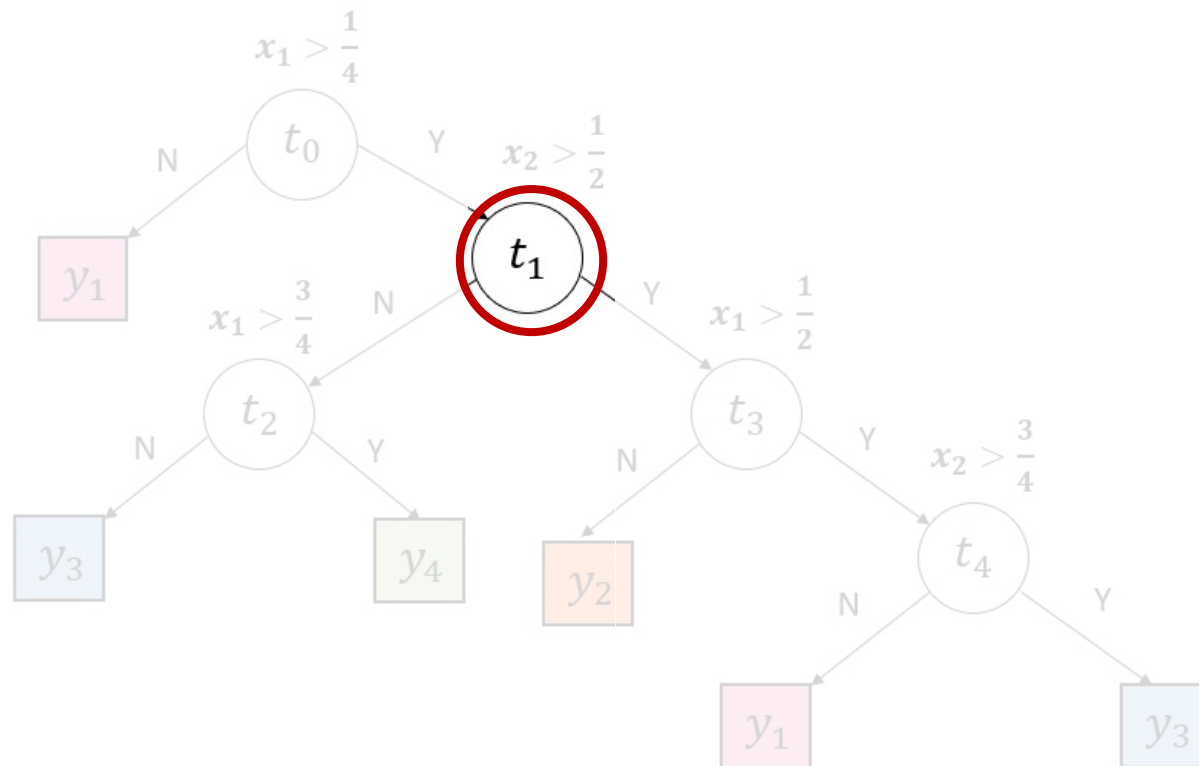 x₁ > 1/4
t₀
N
Y
x₂ > 1/2
t₁
y₁
N
Y
x₁ > 3/4
x₁ > 1/2
t₂
t₃
N
Y
N
Y
x₂ > 3/4
y₃
y₄
y₂
t₄
N
Y
y₁
y₃